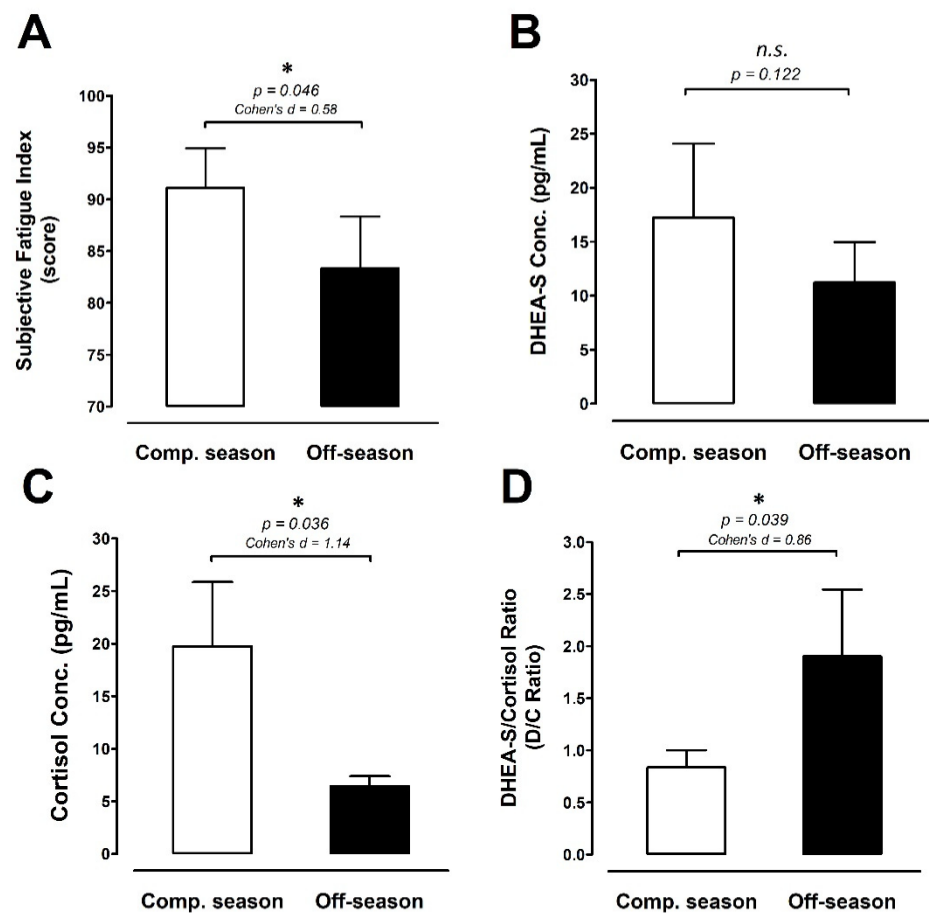 A
*
p = 0.046
Cohen's d = 0.58
Subjective Fatigue Index
(score)
100
95
90
85
80
75
70
Comp. season Off-season
B
n.s.
p = 0.122
DHEA-S Conc. (pg/mL)
30
25
20
15
10
5
0
Comp. season Off-season
C
*
p = 0.036
Cohen's d = 1.14
Cortisol Conc. (pg/mL)
30
25
20
15
10
5
0
Comp. season Off-season
D
*
p = 0.039
Cohen's d = 0.86
DHEA-S/Cortisol Ratio
(D/C Ratio)
3.0
2.5
2.0
1.5
1.0
0.5
0.0
Comp. season Off-season